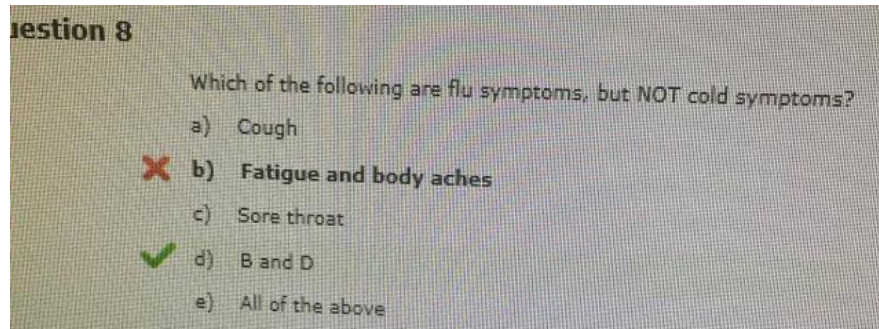 uestion 8
Which of the following are flu symptoms, but NOT cold symptoms?
a) Cough
b) Fatigue and body aches
c) Sore throat
d) B and D
e) All of the above